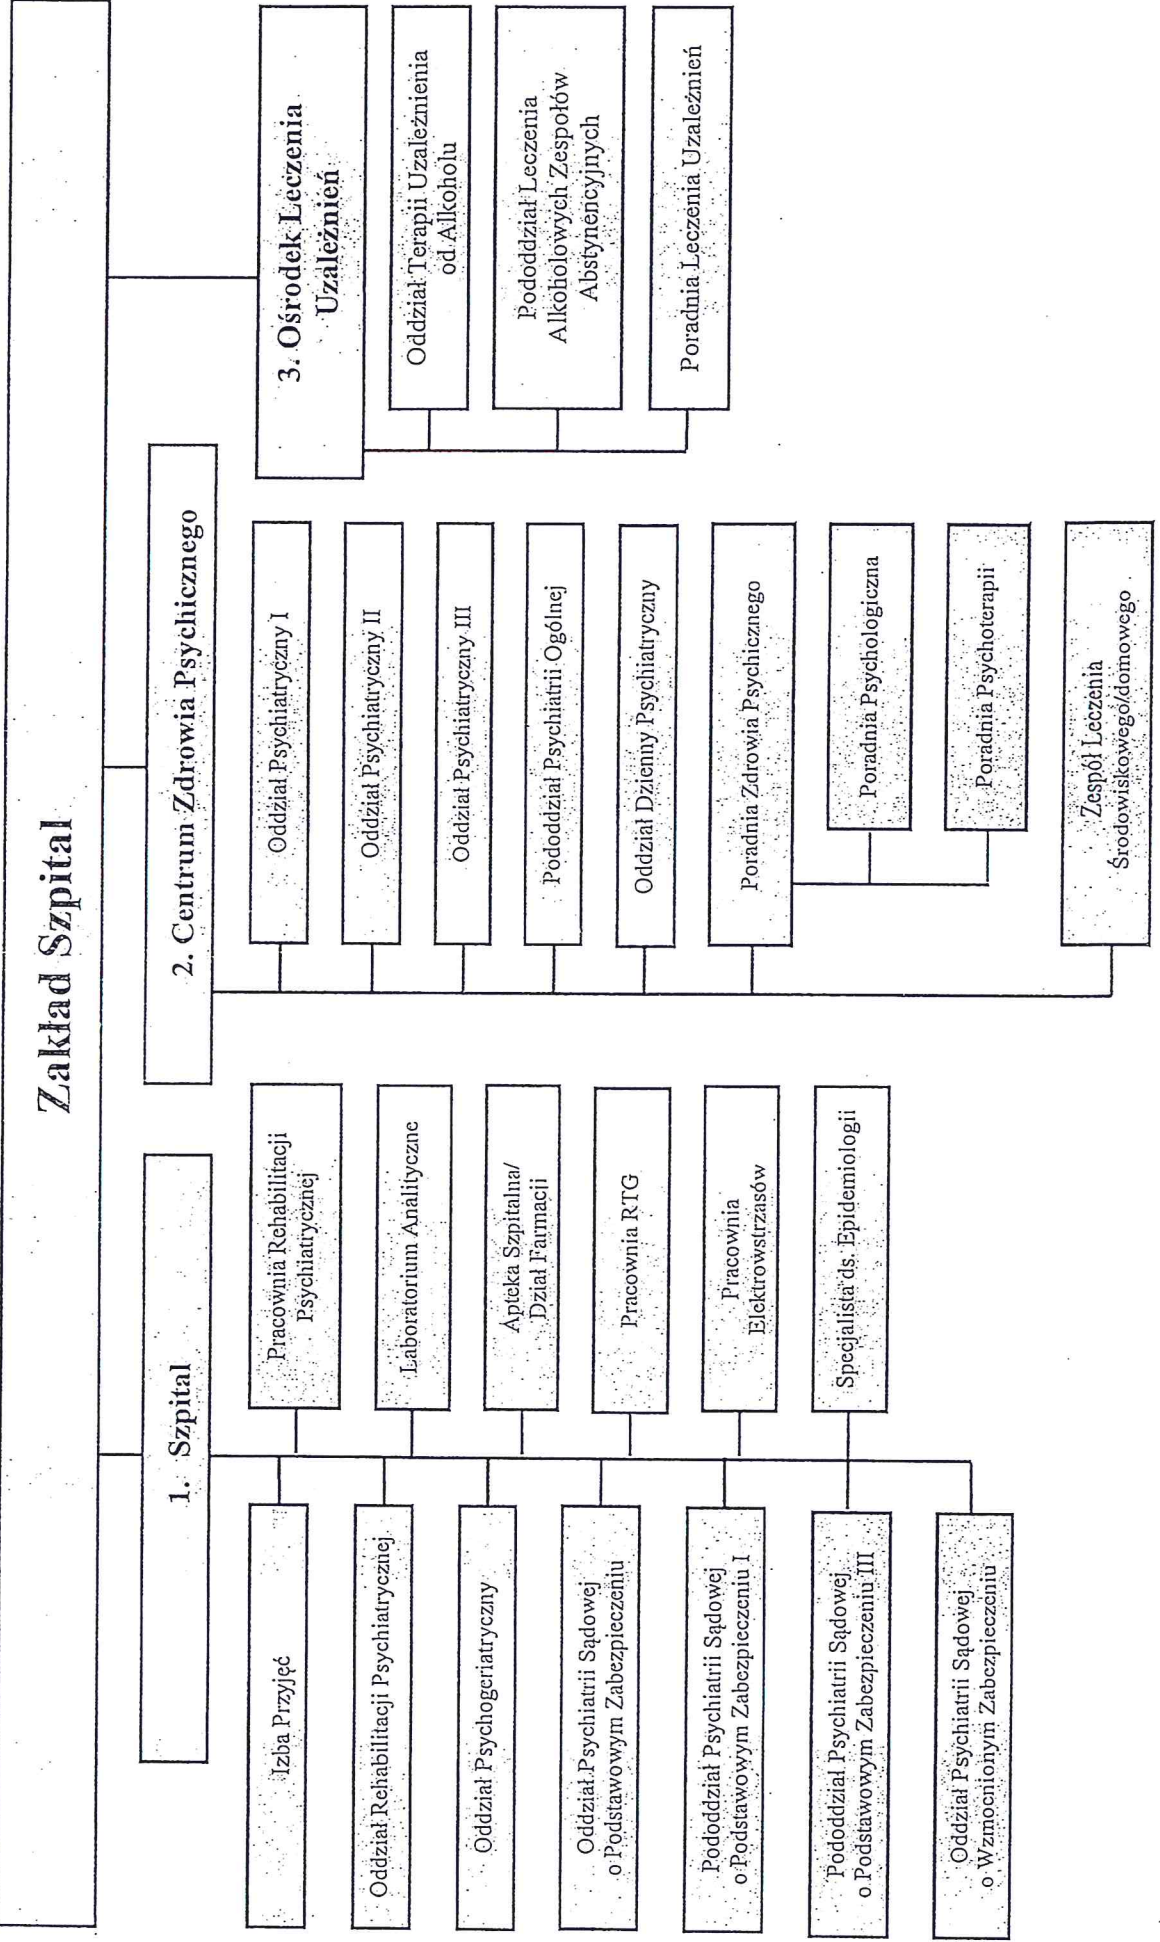 Zakład Szpital
1. Szpital
Izba Przyjęć
Oddział Rehabilitacji Psychiatrycznej
Oddział Psychogeriatryczny
Oddział Psychiatrii Sądowej
o Podstawowym Zabezpieczeniu
Pododdział Psychiatrii Sądowej
o Podstawowym Zabezpieczeniu I
Pododdział Psychiatrii Sądowej
o Podstawowym Zabezpieczeniu III
Oddział Psychiatrii Sądowej
o Wzmocnionym Zabezpieczeniu
Pracownia Rehabilitacji
Psychiatrycznej
Laboratorium Analityczne
Apteka Szpitalna/
Dział Farmacji
Pracownia RTG
Pracownia
Elektrowstrzasów
Specjalista ds. Epidemiologii
2. Centrum Zdrowia Psychicznego
Oddział Psychiatryczny I
Oddział Psychiatryczny II
Oddział Psychiatryczny III
Pododdział Psychiatrii Ogólnej
Oddział Dzienny Psychiatryczny
Poradnia Zdrowia Psychicznego
Poradnia Psychologiczna
Poradnia Psychoterapii
Zespół Leczenia
Środowiskowego/domowego
3. Ośrodek Leczenia
Uzależnień
Oddział Terapii Uzależnienia
od Alkoholu
Pododdział Leczenia
Alkoholowych Zespołów
Abstynencyjnych
Poradnia Leczenia Uzależnień